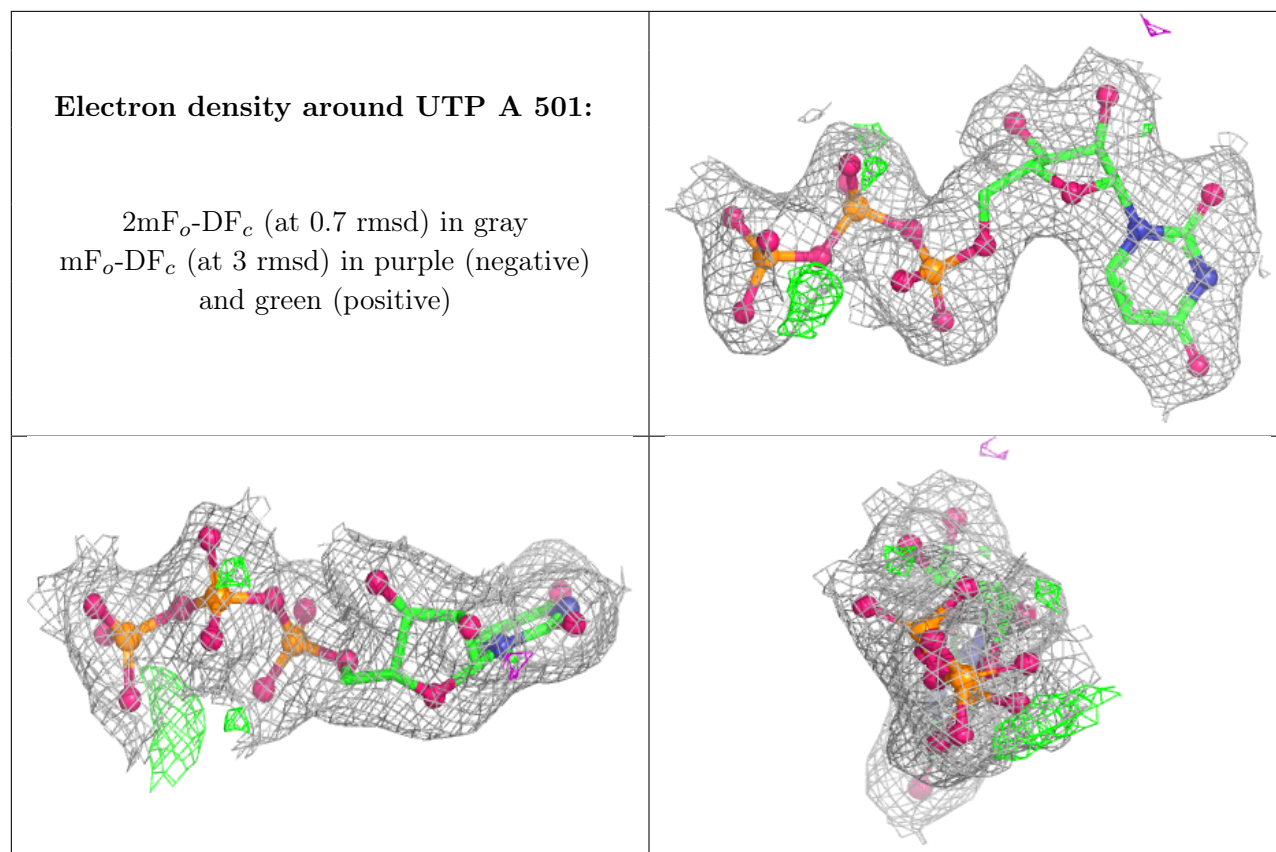 Electron density around UTP A 501:
2mFo-DFc (at 0.7 rmsd) in gray
mFo-DFc (at 3 rmsd) in purple (negative)
and green (positive)